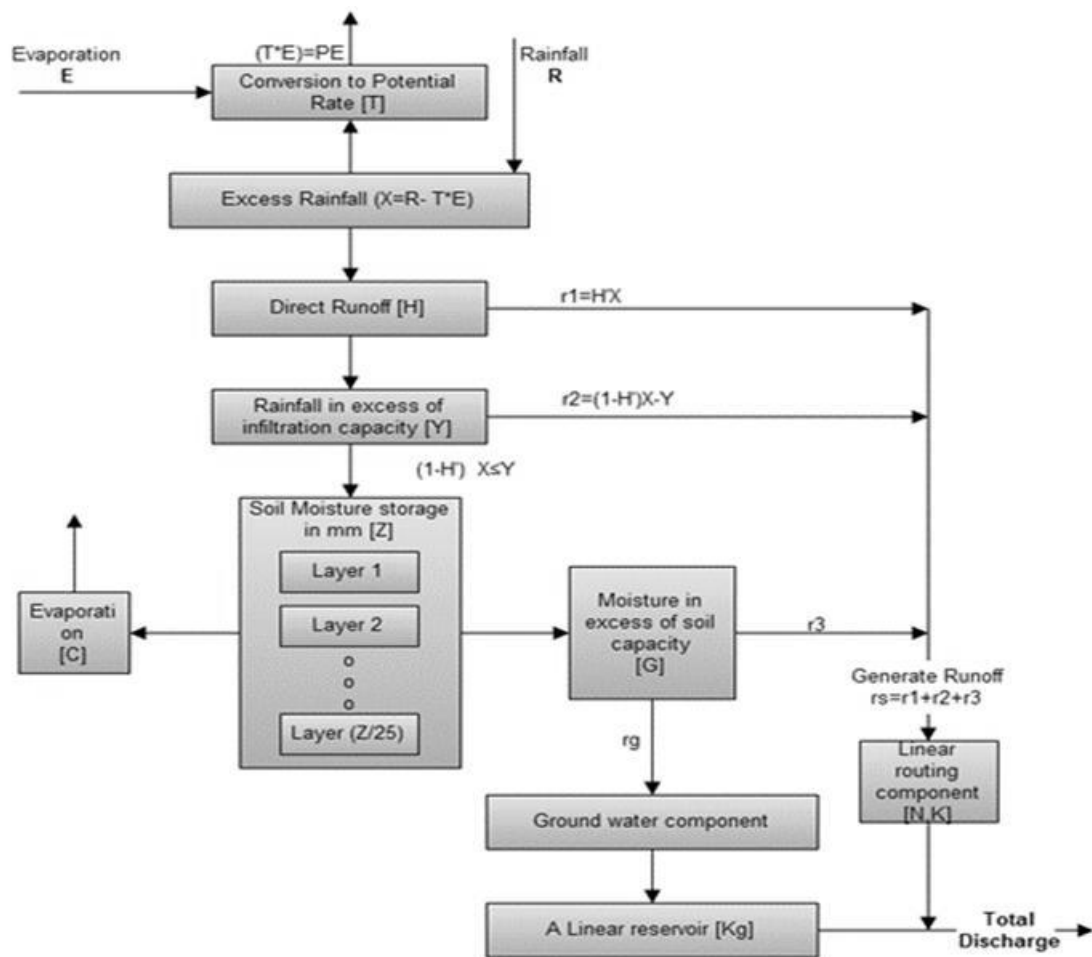 (T*E)=PE
Evaporation
E
Rainfall
R
Conversion to Potential
Rate [T]
Excess Rainfall (X=R- T*E)
Direct Runoff [H]
r1=H'X
Rainfall in excess of
infiltration capacity [Y]
r2=(1-H')X-Y
(1-H') X≤Y
Soil Moisture storage
in mm [Z]
Layer 1
Layer 2
o
o
o
Layer (Z/25)
Evaporati
on
[C]
Moisture in
excess of soil
capacity
[G]
r3
Generate Runoff
rs=r1+r2+r3
rg
Linear
routing
component
[N,K]
Ground water component
A Linear reservoir [Kg]
Total
Discharge